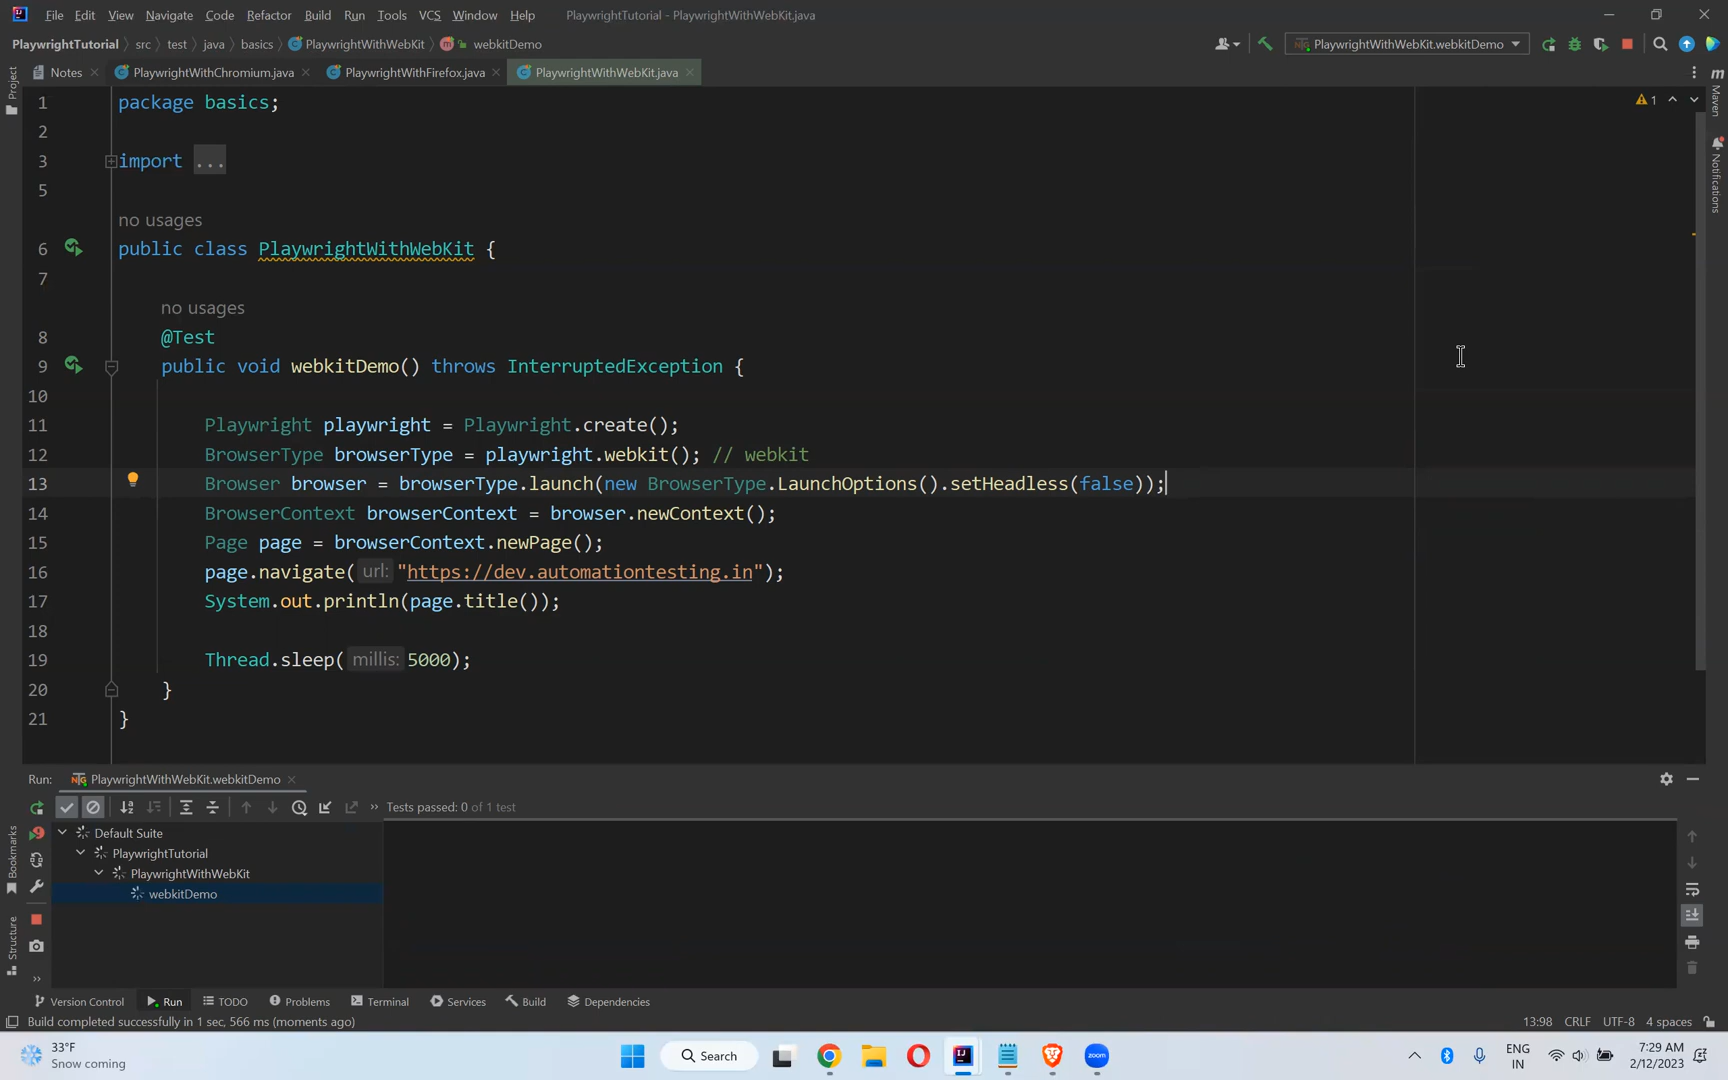 File Edit View Navigate Code Refactor Build Run Tools VCS Window Help PlaywrightTutorial - PlaywrightWithWebKit.java
PlaywrightTutorial src test java basics PlaywrightWithWebKit m webkitDemo PlaywrightWithWebKit.webkitDemo
Notes PlaywrightWithChromium.java PlaywrightWithFirefox.java PlaywrightWithWebKit.java
Project
Maven
Notifications
1 package basics;
1
2
3 import ...
5
no usages
6 public class PlaywrightWithWebKit {
7
no usages
8 @Test
9 public void webkitDemo() throws InterruptedException {
10
11 Playwright playwright = Playwright.create();
12 BrowserType browserType = playwright.webkit(); // webkit
13 Browser browser = browserType.launch(new BrowserType.LaunchOptions().setHeadless(false));
14 BrowserContext browserContext = browser.newContext();
15 Page page = browserContext.newPage();
16 page.navigate( url: "https://dev.automationtesting.in");
17 System.out.println(page.title());
18
19 Thread.sleep( millis: 5000);
20 }
21 }
Run: PlaywrightWithWebKit.webkitDemo
Tests passed: 0 of 1 test
Default Suite
PlaywrightTutorial
PlaywrightWithWebKit
webkitDemo
Bookmarks
Structure
Version Control Run TODO Problems Terminal Services Build Dependencies
Build completed successfully in 1 sec, 566 ms (moments ago) 13:98 CRLF UTF-8 4 spaces
33°F
Snow coming
Search
zoom
ENG
IN
7:29 AM
2/12/2023